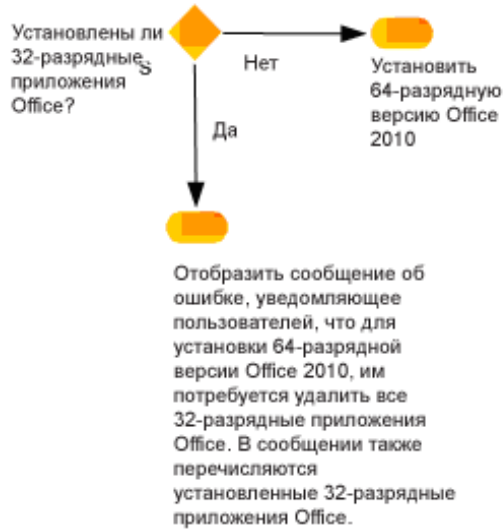 Установлены ли
32-разрядные
приложения
Office?
S
Нет
Установить
64-разрядную
версию Office
2010
Да
Отобразить сообщение об
ошибке, уведомляющее
пользователей, что для
установки 64-разрядной
версии Office 2010, им
потребуется удалить все
32-разрядные приложения
Office. В сообщении также
перечисляются
установленные 32-разрядные
приложения Office.